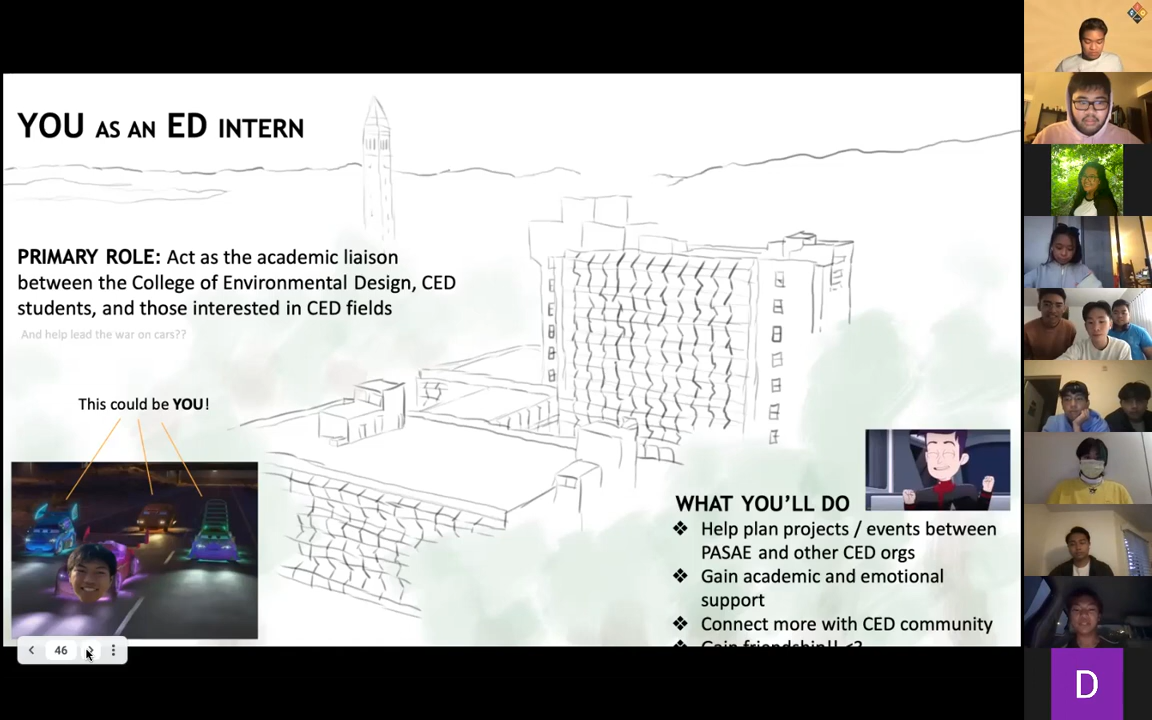 YOU AS AN ED INTERN
PRIMARY ROLE: Act as the academic liaison
between the College of Environmental Design, CED
students, and those interested in CED fields
And help lead the war on cars??
This could be YOU!
WHAT YOU'LL DO
❖ Help plan projects / events between
PASAE and other CED orgs
❖ Gain academic and emotional
support
❖ Connect more with CED community
❖ Gain friendship!! <3
46
D